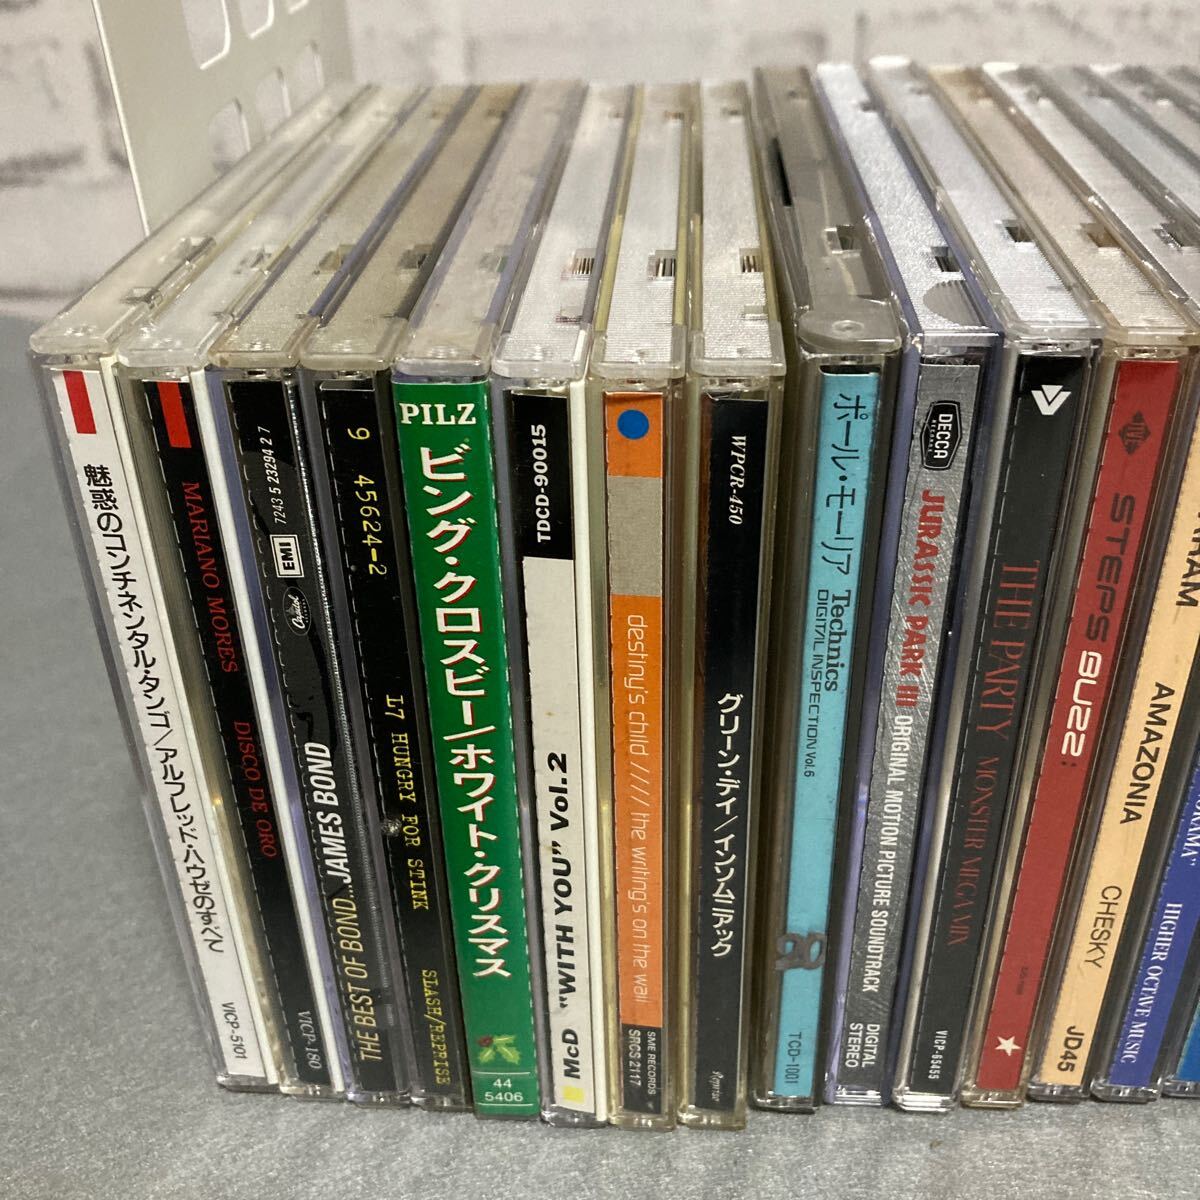 魅惑のコンチネンタル・タンゴ/アルフレッド・ハウゼのすべて
VICP-5101
MARIANO MORES DISCO DE ORO
VICP-180
7243 5 23294 2 7
EMI
Capitol
THE BEST OF BOND...JAMES BOND
9 45624-2
L7 HUNGRY FOR STINK
SLASH/REPRISE
PILZ
ビング・クロスビー/ホワイト・クリスマス
44
5406
TDCD-90015
McD "WITH YOU" Vol.2
destiny's child //// the writing's on the wall
SME RECORDS
SRCS 2117
WPCR-450
グリーン・デイ/インソムニアック
reprise
ポール・モーリア
Technics
DIGITAL INSPECTION Vol.6
TCD-1001
DECCA
RECORDS
JURASSIC PARK III ORIGINAL MOTION PICTURE SOUNDTRACK
DIGITAL
STEREO
THE PARTY MONSTER MEGAMIX
VICP-65455
STEPS BUZZ:
AMAZONIA
CHESKY
JD45
HIGHER OCTAVE MUSIC